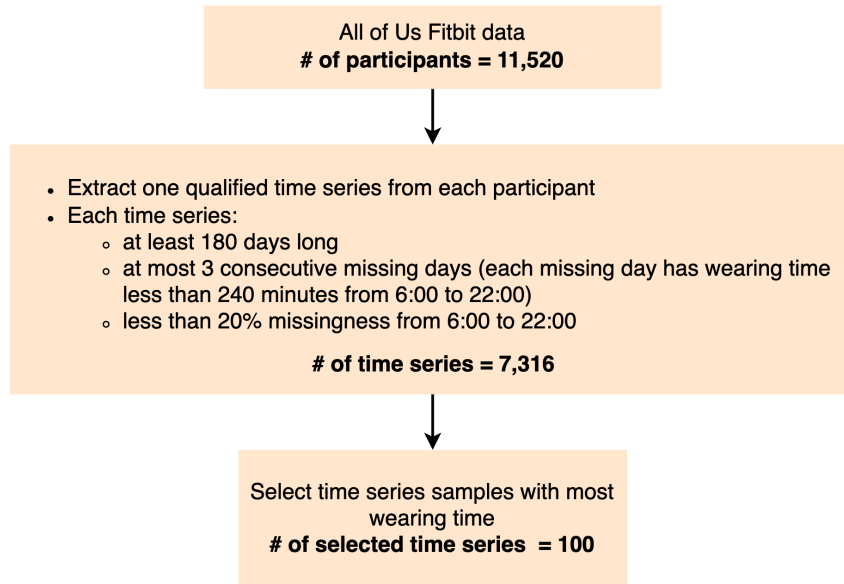 All of Us Fitbit data
# of participants = 11,520
• Extract one qualified time series from each participant
• Each time series:
◦ at least 180 days long
◦ at most 3 consecutive missing days (each missing day has wearing time
less than 240 minutes from 6:00 to 22:00)
◦ less than 20% missingness from 6:00 to 22:00
# of time series = 7,316
Select time series samples with most
wearing time
# of selected time series  = 100